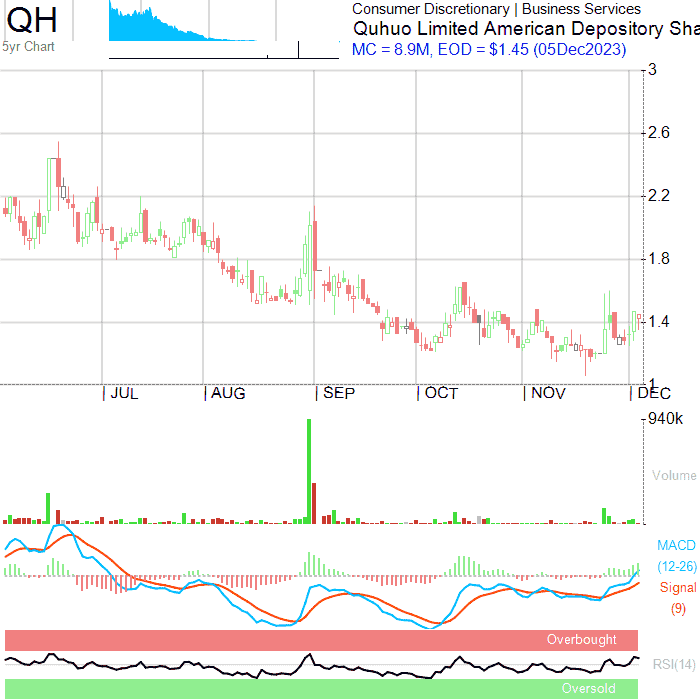 QH
5yr Chart
Consumer Discretionary | Business Services
Quhuo Limited American Depository Sha
MC = 8.9M, EOD = $1.45 (05Dec2023)
3
2.6
2.2
1.8
1.4
1
JUL AUG SEP OCT NOV DEC
940k
Volume
MACD
(12-26)
Signal
(9)
Overbought
RSI(14)
Oversold